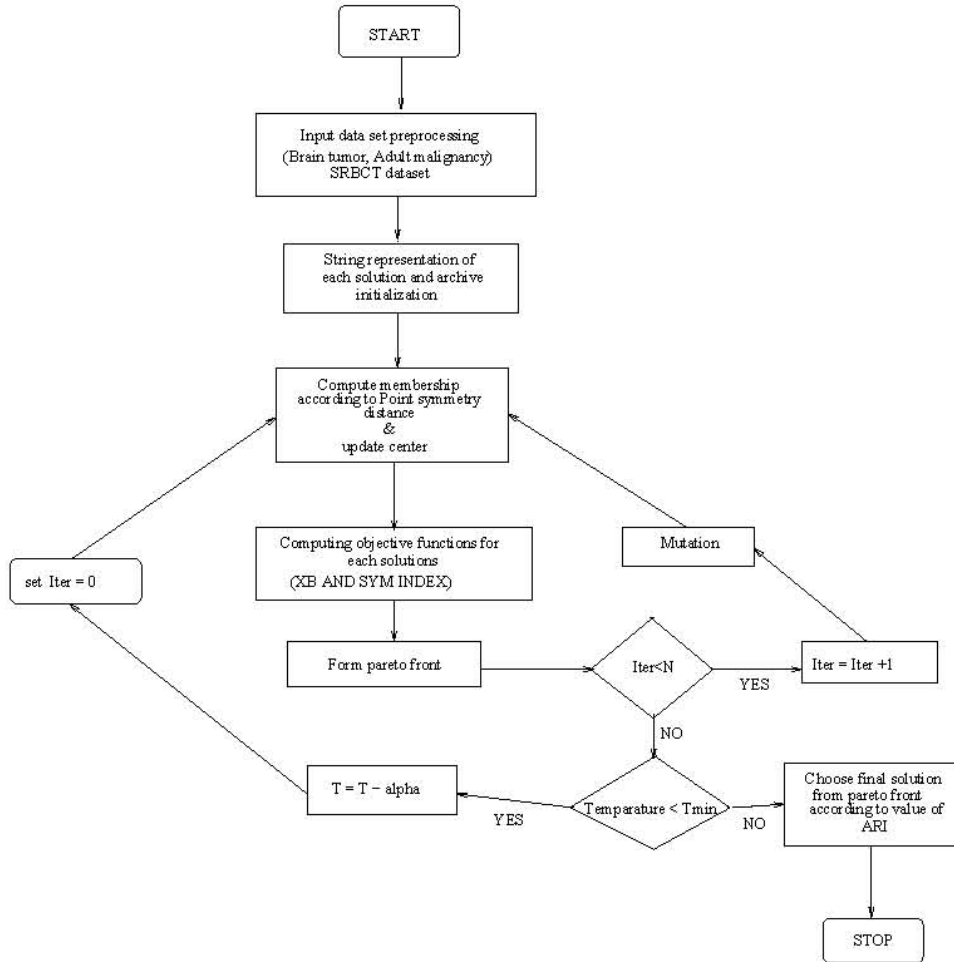 START
Input data set preprocessing
(Brain tumor, Adult malignancy)
SRBCT dataset
String representation of
each solution and archive
initialization
Compute membership
according to Point symmetry
distance
&
update center
Computing objective functions for
each solutions
(XB AND SYM INDEX)
Mutation
set Iter = 0
Form pareto front
Iter<N
YES
Iter = Iter +1
NO
T = T – alpha
YES
Temparature < Tmin
NO
Choose final solution
from pareto front
according to value of
ARI
STOP